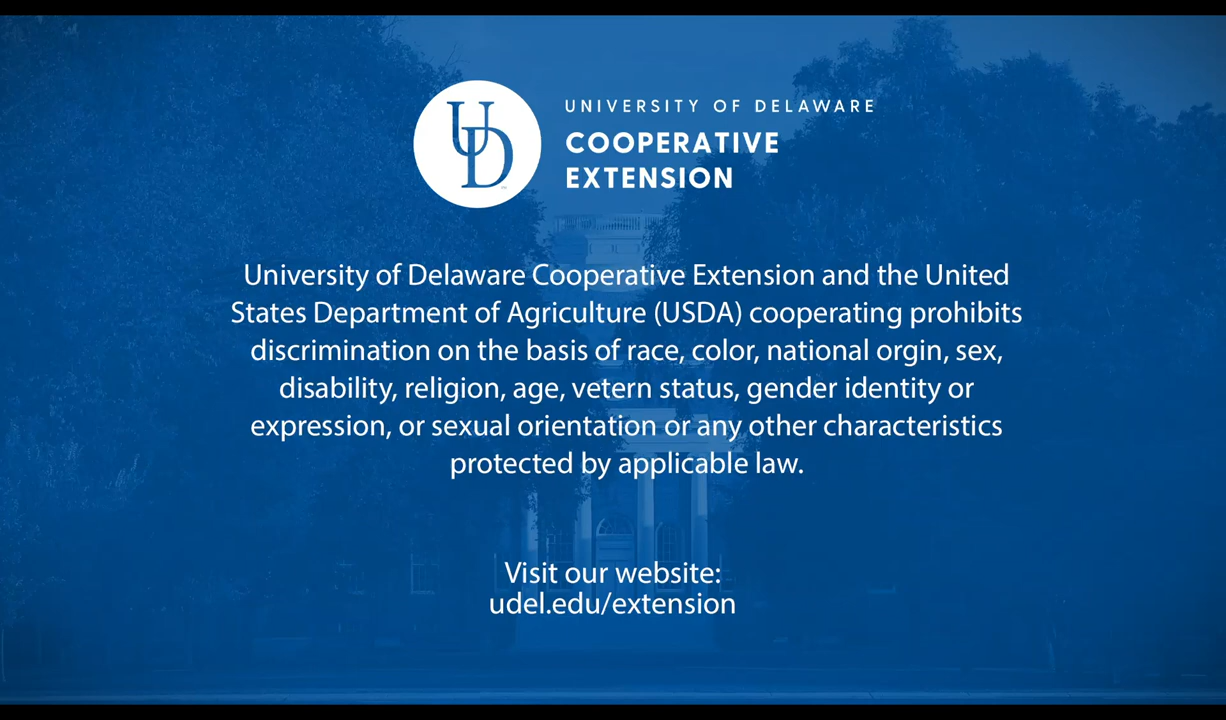 UD
UNIVERSITY OF DELAWARE
COOPERATIVE
EXTENSION
University of Delaware Cooperative Extension and the United
States Department of Agriculture (USDA) cooperating prohibits
discrimination on the basis of race, color, national orgin, sex,
disability, religion, age, vetern status, gender identity or
expression, or sexual orientation or any other characteristics
protected by applicable law.
Visit our website:
udel.edu/extension